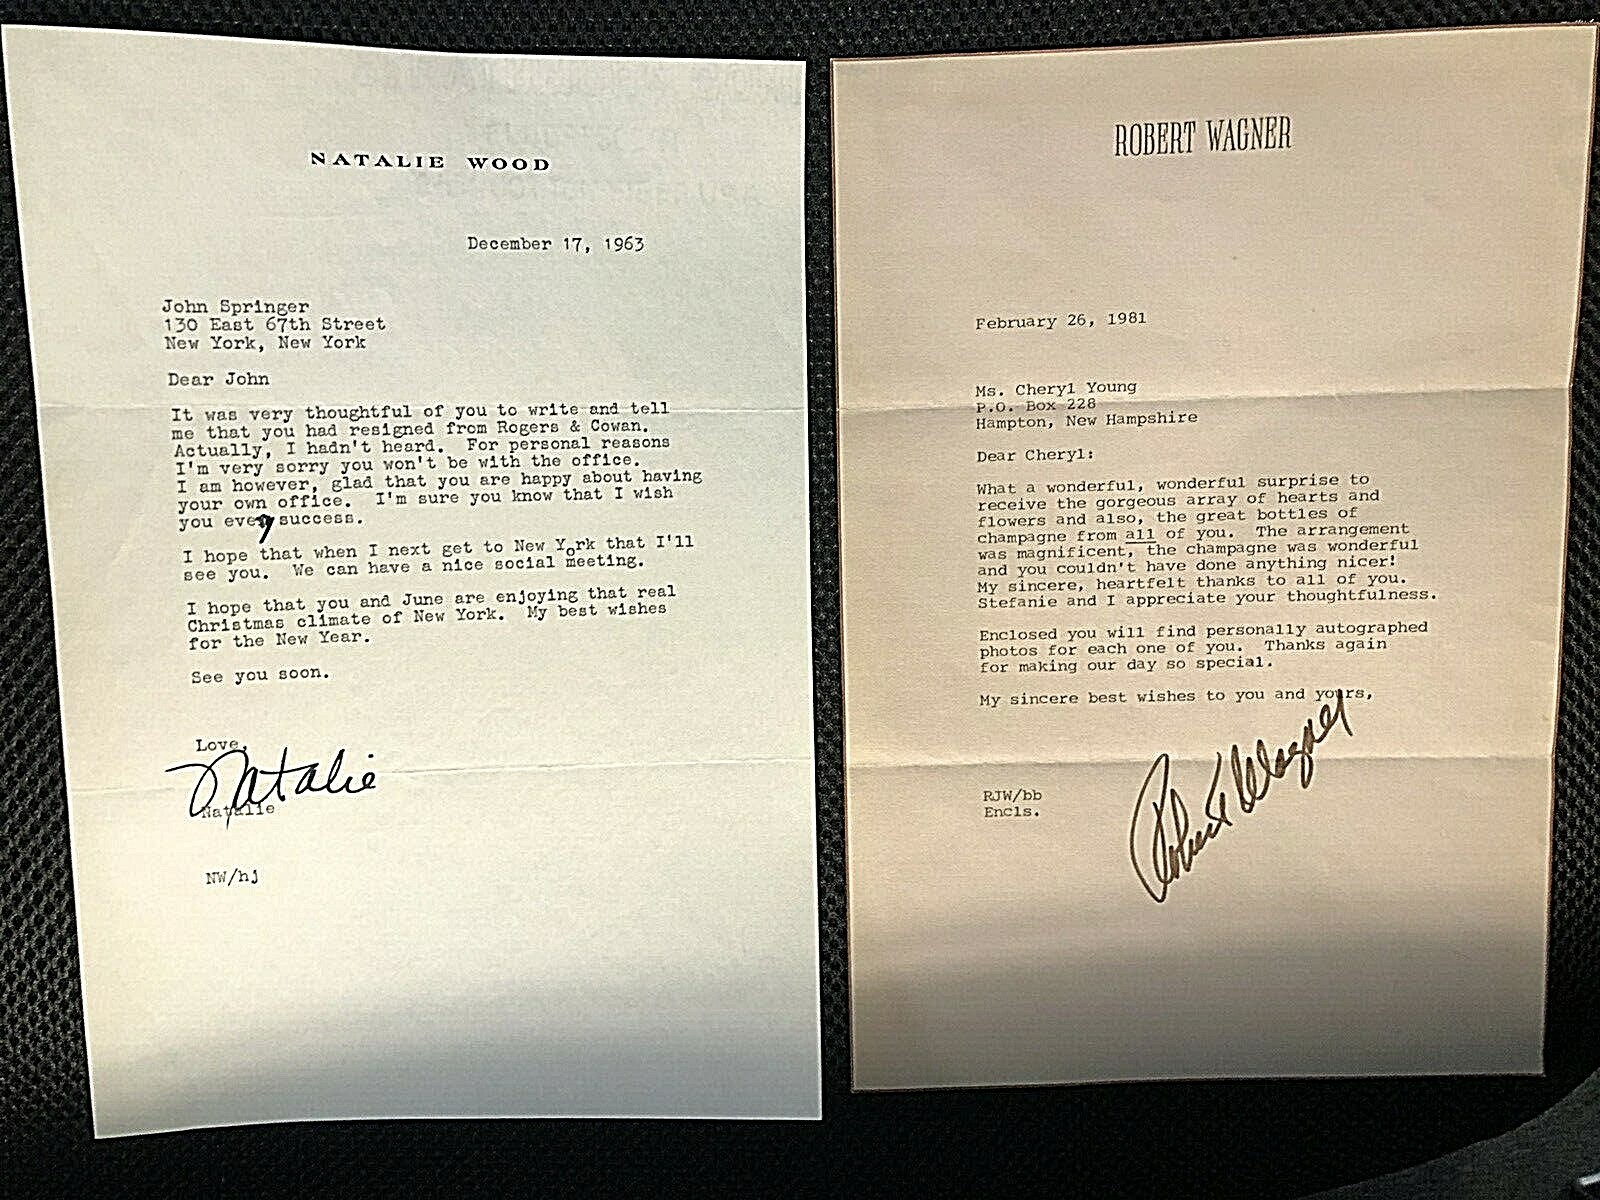 NATALIE WOOD
December 17, 1963
John Springer
130 East 67th Street
New York, New York
Dear John
It was very thoughtful of you to write and tell
me that you had resigned from Rogers & Cowan.
Actually, I hadn't heard. For personal reasons
I'm very sorry you won't be with the office.
I am however, glad that you are happy about having
your own office. I'm sure you know that I wish
you every success.
I hope that when I next get to New York that I'll
see you. We can have a nice social meeting.
I hope that you and June are enjoying that real
Christmas climate of New York. My best wishes
for the New Year.
See you soon.
Love,
Natalie
Natalie
NW/hj
ROBERT WAGNER
February 26, 1981
Ms. Cheryl Young
P.O. Box 228
Hampton, New Hampshire
Dear Cheryl:
What a wonderful, wonderful surprise to
receive the gorgeous array of hearts and
flowers and also, the great bottles of
champagne from all of you. The arrangement
was magnificent, the champagne was wonderful
and you couldn't have done anything nicer!
My sincere, heartfelt thanks to all of you.
Stefanie and I appreciate your thoughtfulness.
Enclosed you will find personally autographed
photos for each one of you. Thanks again
for making our day so special.
My sincere best wishes to you and yours,
Robert Wagner
RJW/bb
Encls.